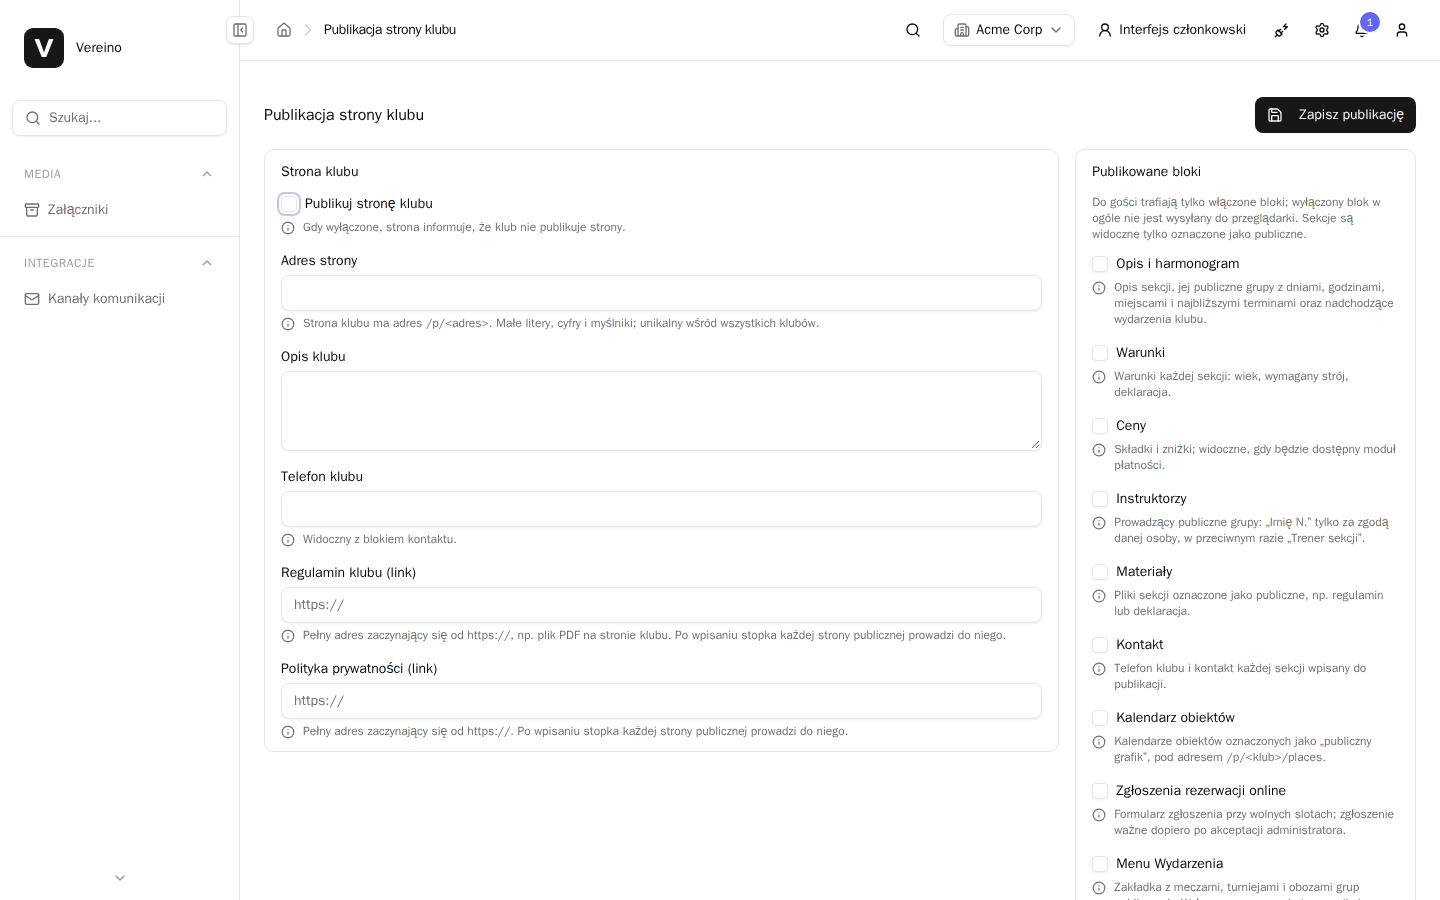 V
Vereino
Szukaj...
MEDIA
Załączniki
INTEGRACJE
Kanały komunikacji
Publikacja strony klubu
Acme Corp
Interfejs członkowski
1
Publikacja strony klubu
Zapisz publikację
Strona klubu
Publikuj stronę klubu
Gdy wyłączone, strona informuje, że klub nie publikuje strony.
Adres strony
Strona klubu ma adres /p/<adres>. Małe litery, cyfry i myślniki; unikalny wśród wszystkich klubów.
Opis klubu
Telefon klubu
Widoczny z blokiem kontaktu.
Regulamin klubu (link)
https://
Pełny adres zaczynający się od https://, np. plik PDF na stronie klubu. Po wpisaniu stopka każdej strony publicznej prowadzi do niego.
Polityka prywatności (link)
https://
Pełny adres zaczynający się od https://. Po wpisaniu stopka każdej strony publicznej prowadzi do niego.
Publikowane bloki
Do gości trafiają tylko włączone bloki; wyłączony blok w
ogóle nie jest wysyłany do przeglądarki. Sekcje są
widoczne tylko oznaczone jako publiczne.
Opis i harmonogram
Opis sekcji, jej publiczne grupy z dniami, godzinami,
miejscami i najbliższymi terminami oraz nadchodzące
wydarzenia klubu.
Warunki
Warunki każdej sekcji: wiek, wymagany strój,
deklaracja.
Ceny
Składki i zniżki; widoczne, gdy będzie dostępny moduł
płatności.
Instruktorzy
Prowadzący publiczne grupy: „Imię N.” tylko za zgodą
danej osoby, w przeciwnym razie „Trener sekcji”.
Materiały
Pliki sekcji oznaczone jako publiczne, np. regulamin
lub deklaracja.
Kontakt
Telefon klubu i kontakt każdej sekcji wpisany do
publikacji.
Kalendarz obiektów
Kalendarze obiektów oznaczonych jako „publiczny
grafik”, pod adresem /p/<klub>/places.
Zgłoszenia rezerwacji online
Formularz zgłoszenia przy wolnych slotach; zgłoszenie
ważne dopiero po akceptacji administratora.
Menu Wydarzenia
Zakładka z meczami, turniejami i obozami grup